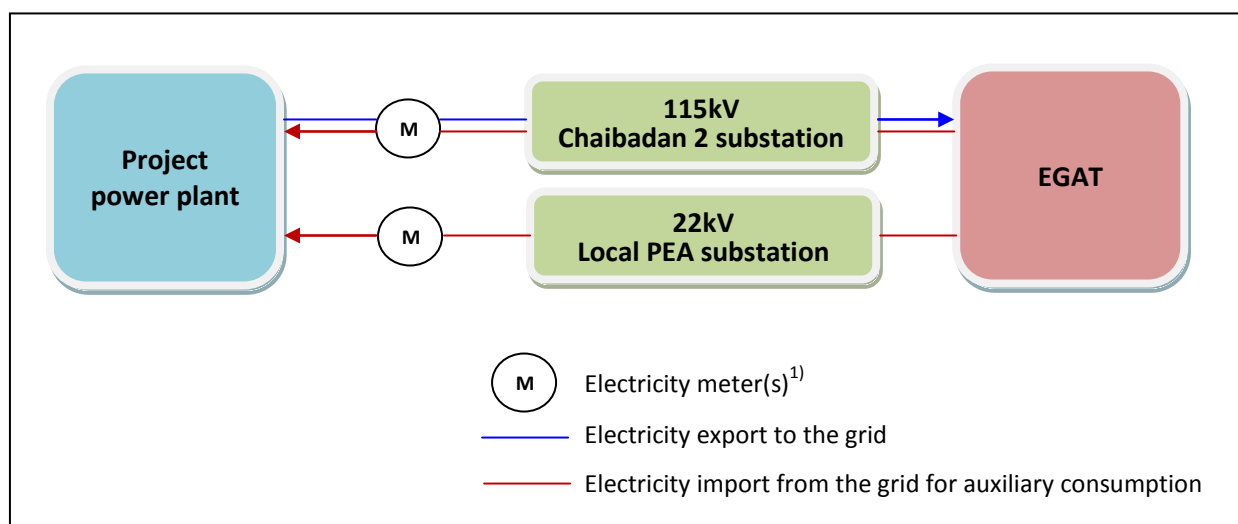 115kV
Chaibadan 2 substation
M
Project
power plant
EGAT
M
22kV
Local PEA substation
M Electricity meter(s)1)
Electricity export to the grid
Electricity import from the grid for auxiliary consumption